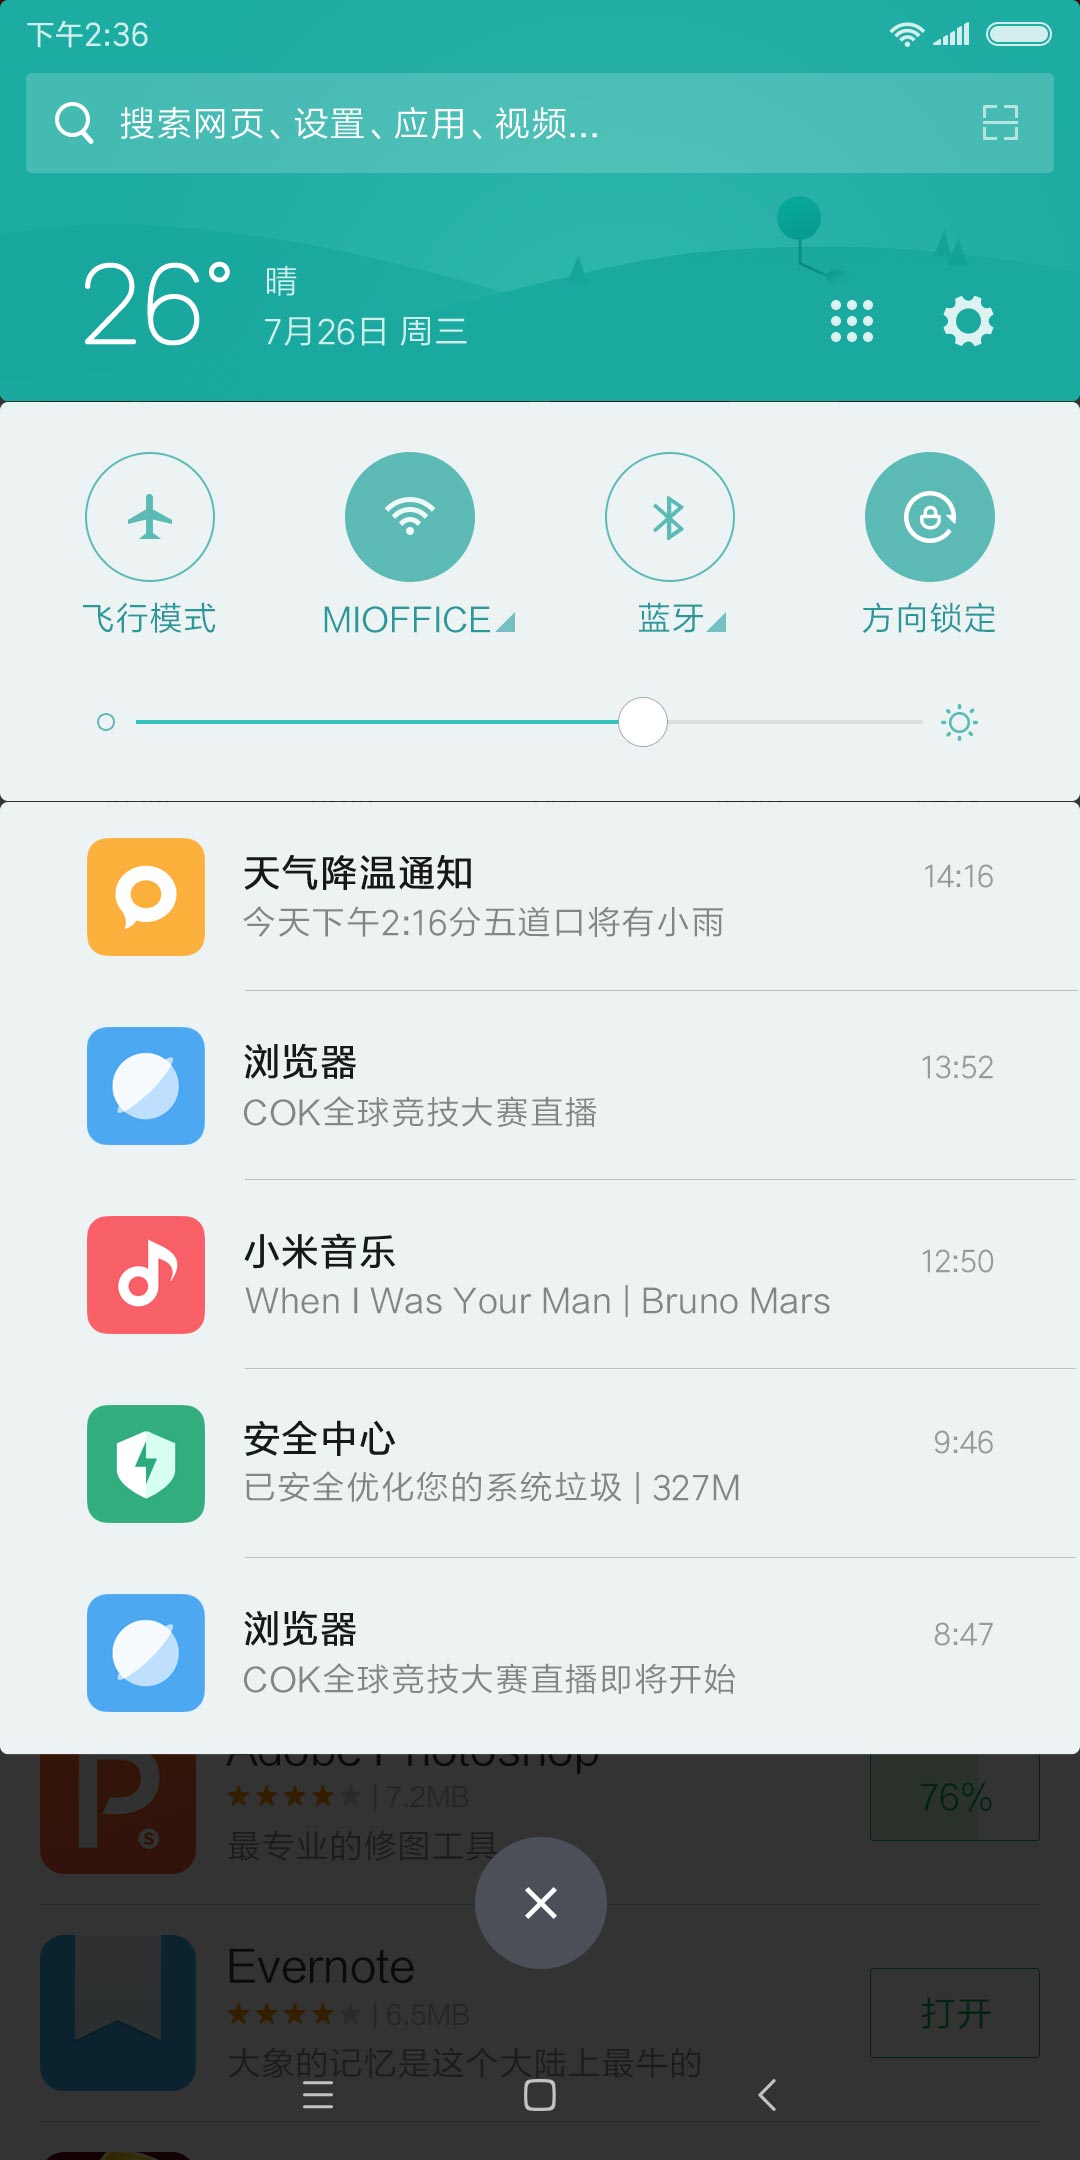 下午2:36
搜索网页、设置、应用、视频...
26°
晴
7月26日 周三
飞行模式
MIOFFICE
蓝牙
方向锁定
天气降温通知
14:16
今天下午2:16分五道口将有小雨
浏览器
13:52
COK全球竞技大赛直播
小米音乐
12:50
When I Was Your Man | Bruno Mars
安全中心
9:46
已安全优化您的系统垃圾 | 327M
浏览器
8:47
COK全球竞技大赛直播即将开始
Adobe Photoshop
| 7.2MB
76%
最专业的修图工具
Evernote
| 6.5MB
打开
大象的记忆是这个大陆上最牛的